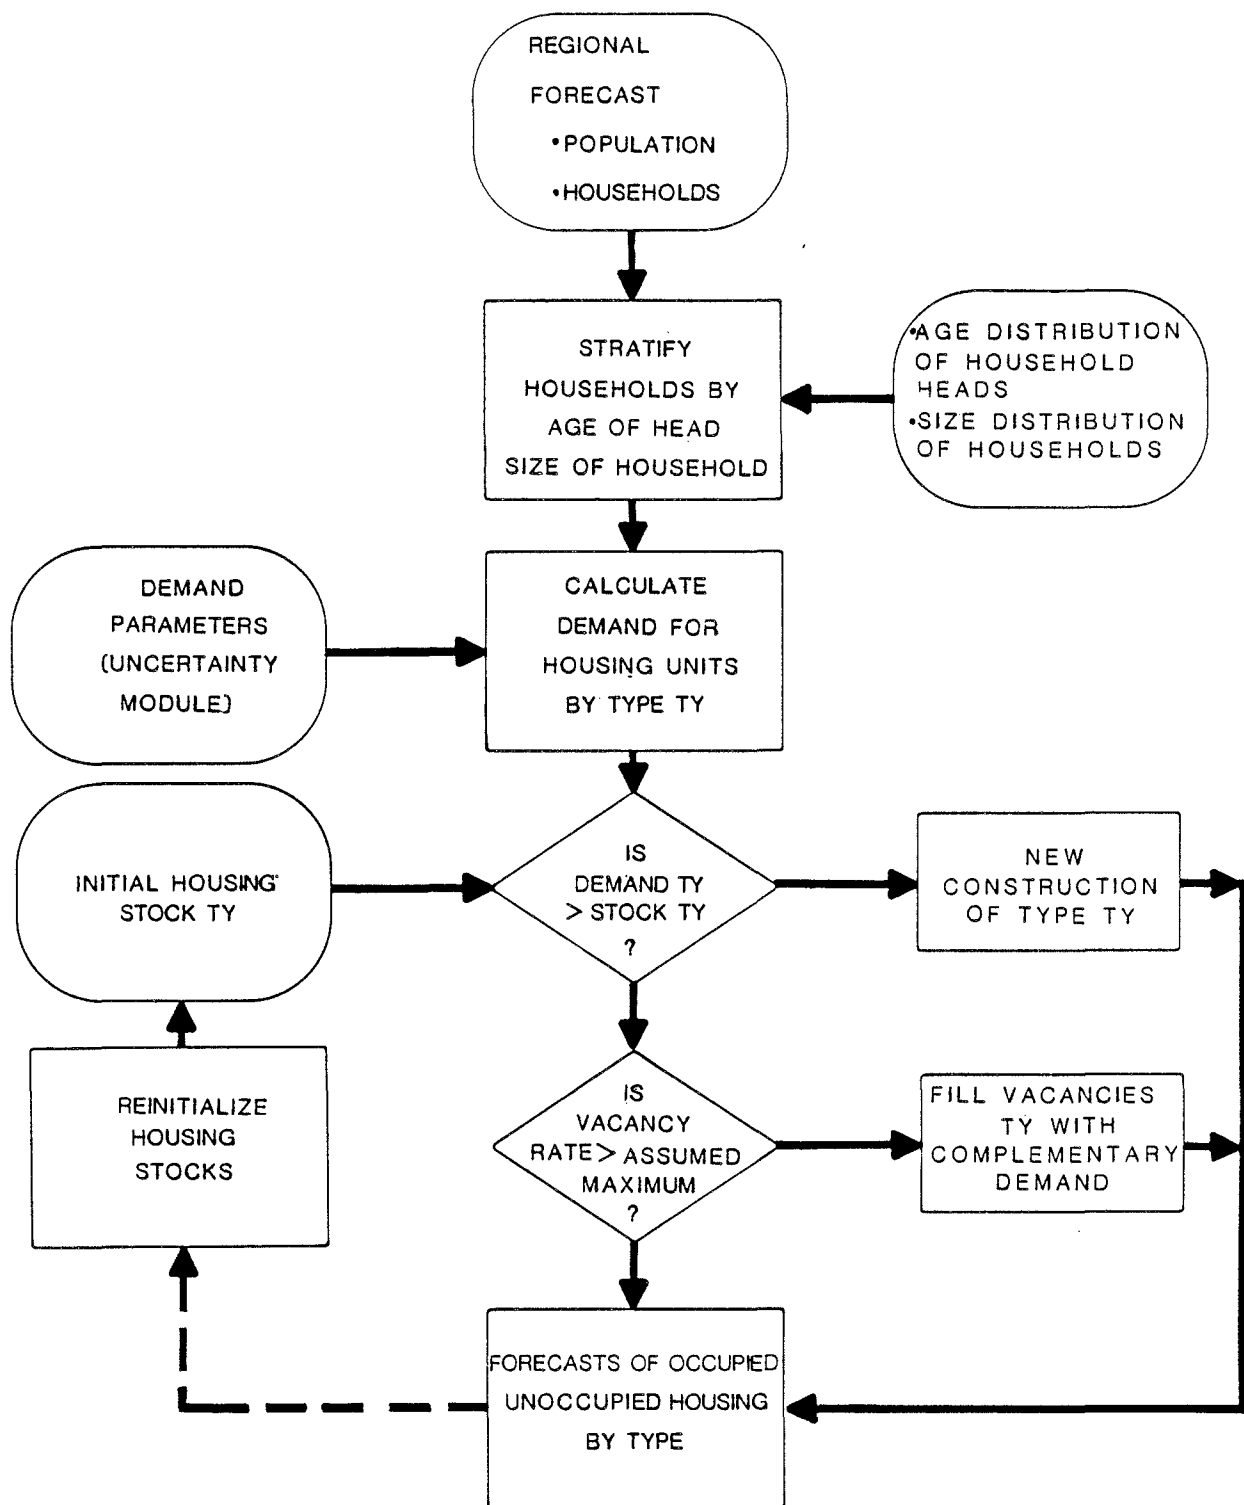 REGIONAL
FORECAST
•POPULATION
•HOUSEHOLDS
STRATIFY
HOUSEHOLDS BY
AGE OF HEAD
SIZE OF HOUSEHOLD
•AGE DISTRIBUTION
OF HOUSEHOLD
HEADS
•SIZE DISTRIBUTION
OF HOUSEHOLDS
DEMAND
PARAMETERS
(UNCERTAINTY
MODULE)
CALCULATE
DEMAND FOR
HOUSING UNITS
BY TYPE TY
INITIAL HOUSING
STOCK TY
IS
DEMAND TY
> STOCK TY
?
NEW
CONSTRUCTION
OF TYPE TY
REINITIALIZE
HOUSING
STOCKS
IS
VACANCY
RATE > ASSUMED
MAXIMUM
?
FILL VACANCIES
TY WITH
COMPLEMENTARY
DEMAND
FORECASTS OF OCCUPIED
UNOCCUPIED HOUSING
BY TYPE